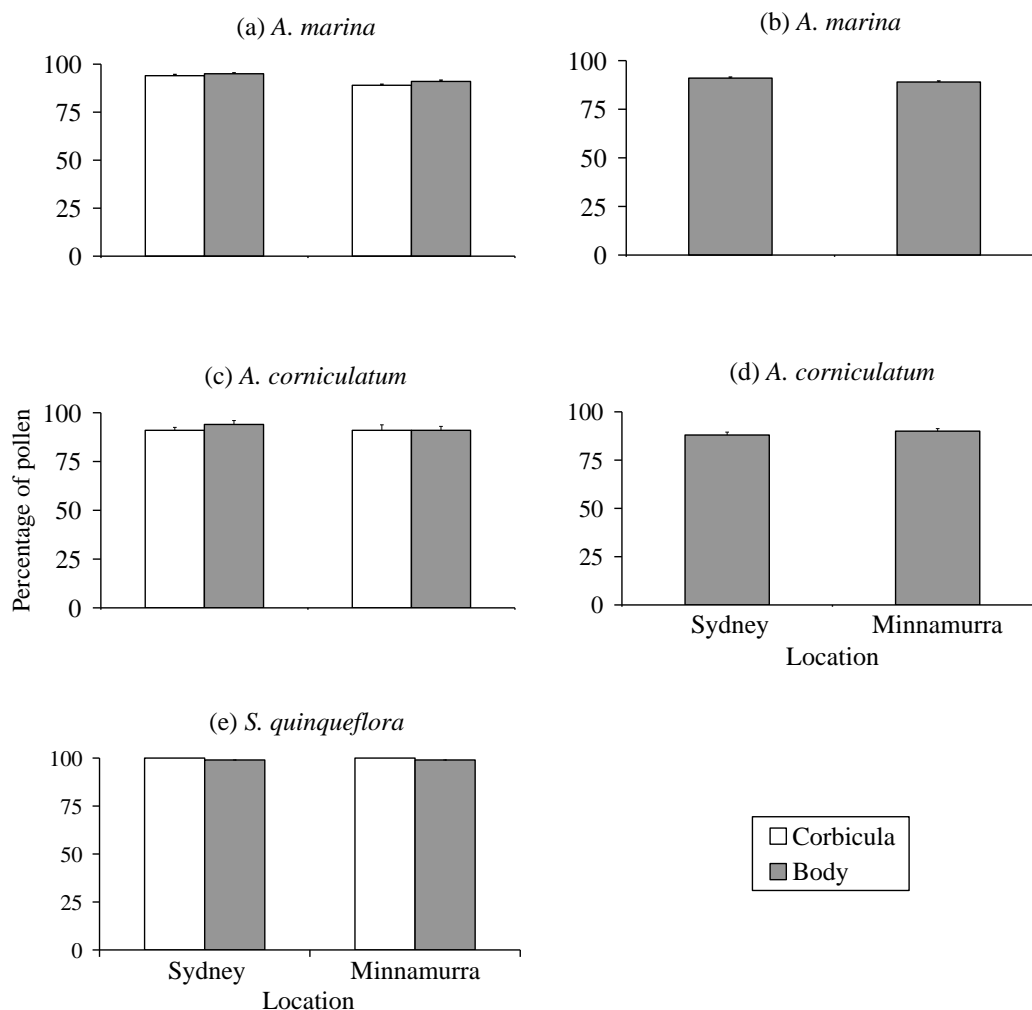 (a) A. marina
100
75
50
25
0
(b) A. marina
100
75
50
25
0
Percentage of pollen
(c) A. corniculatum
100
75
50
25
0
(d) A. corniculatum
100
75
50
25
0
Sydney Minnamurra
Location
(e) S. quinqueflora
100
75
50
25
0
Sydney Minnamurra
Location
Corbicula
Body